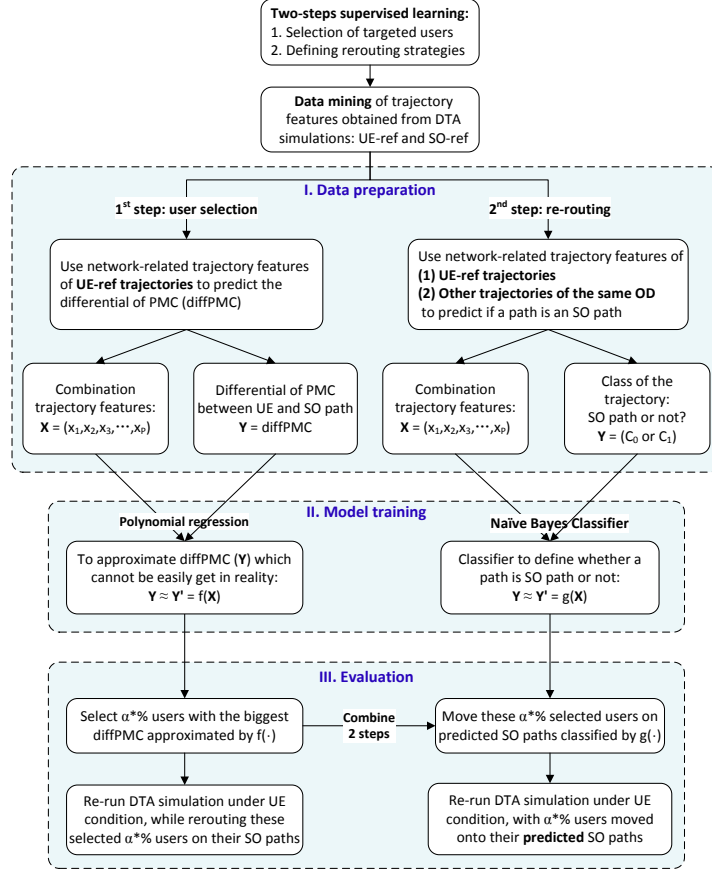 Two-steps supervised learning:
1. Selection of targeted users
2. Defining rerouting strategies
Data mining of trajectory
features obtained from DTA
simulations: UE-ref and SO-ref
I. Data preparation
1st step: user selection
2nd step: re-routing
Use network-related trajectory features
of UE-ref trajectories to predict the
differential of PMC (diffPMC)
Use network-related trajectory features of
(1) UE-ref trajectories
(2) Other trajectories of the same OD
to predict if a path is an SO path
Combination
trajectory features:
X = (x₁,x₂,x₃,⋯,xₚ)
Differential of PMC
between UE and SO path
Y = diffPMC
Combination
trajectory features:
X = (x₁,x₂,x₃,⋯,xₚ)
Class of the
trajectory:
SO path or not?
Y = (C₀ or C₁)
II. Model training
Polynomial regression
Naïve Bayes Classifier
To approximate diffPMC (Y) which
cannot be easily get in reality:
Y ≈ Y' = f(X)
Classifier to define whether a
path is SO path or not:
Y ≈ Y' = g(X)
III. Evaluation
Select α*% users with the biggest
diffPMC approximated by f(·)
Combine
2 steps
Move these α*% selected users on
predicted SO paths classified by g(·)
Re-run DTA simulation under UE
condition, while rerouting these
selected α*% users on their SO paths
Re-run DTA simulation under UE
condition, with α*% users moved
onto their predicted SO paths